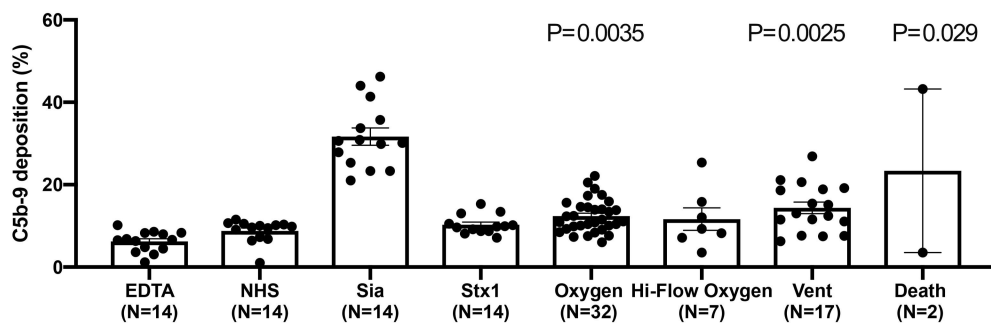 60
P=0.0035 P=0.0025 P=0.029
C5b-9 deposition (%)
40
20
0
EDTA NHS Sia Stx1 Oxygen Hi-Flow Oxygen Vent Death
(N=14) (N=14) (N=14) (N=14) (N=32) (N=7) (N=17) (N=2)